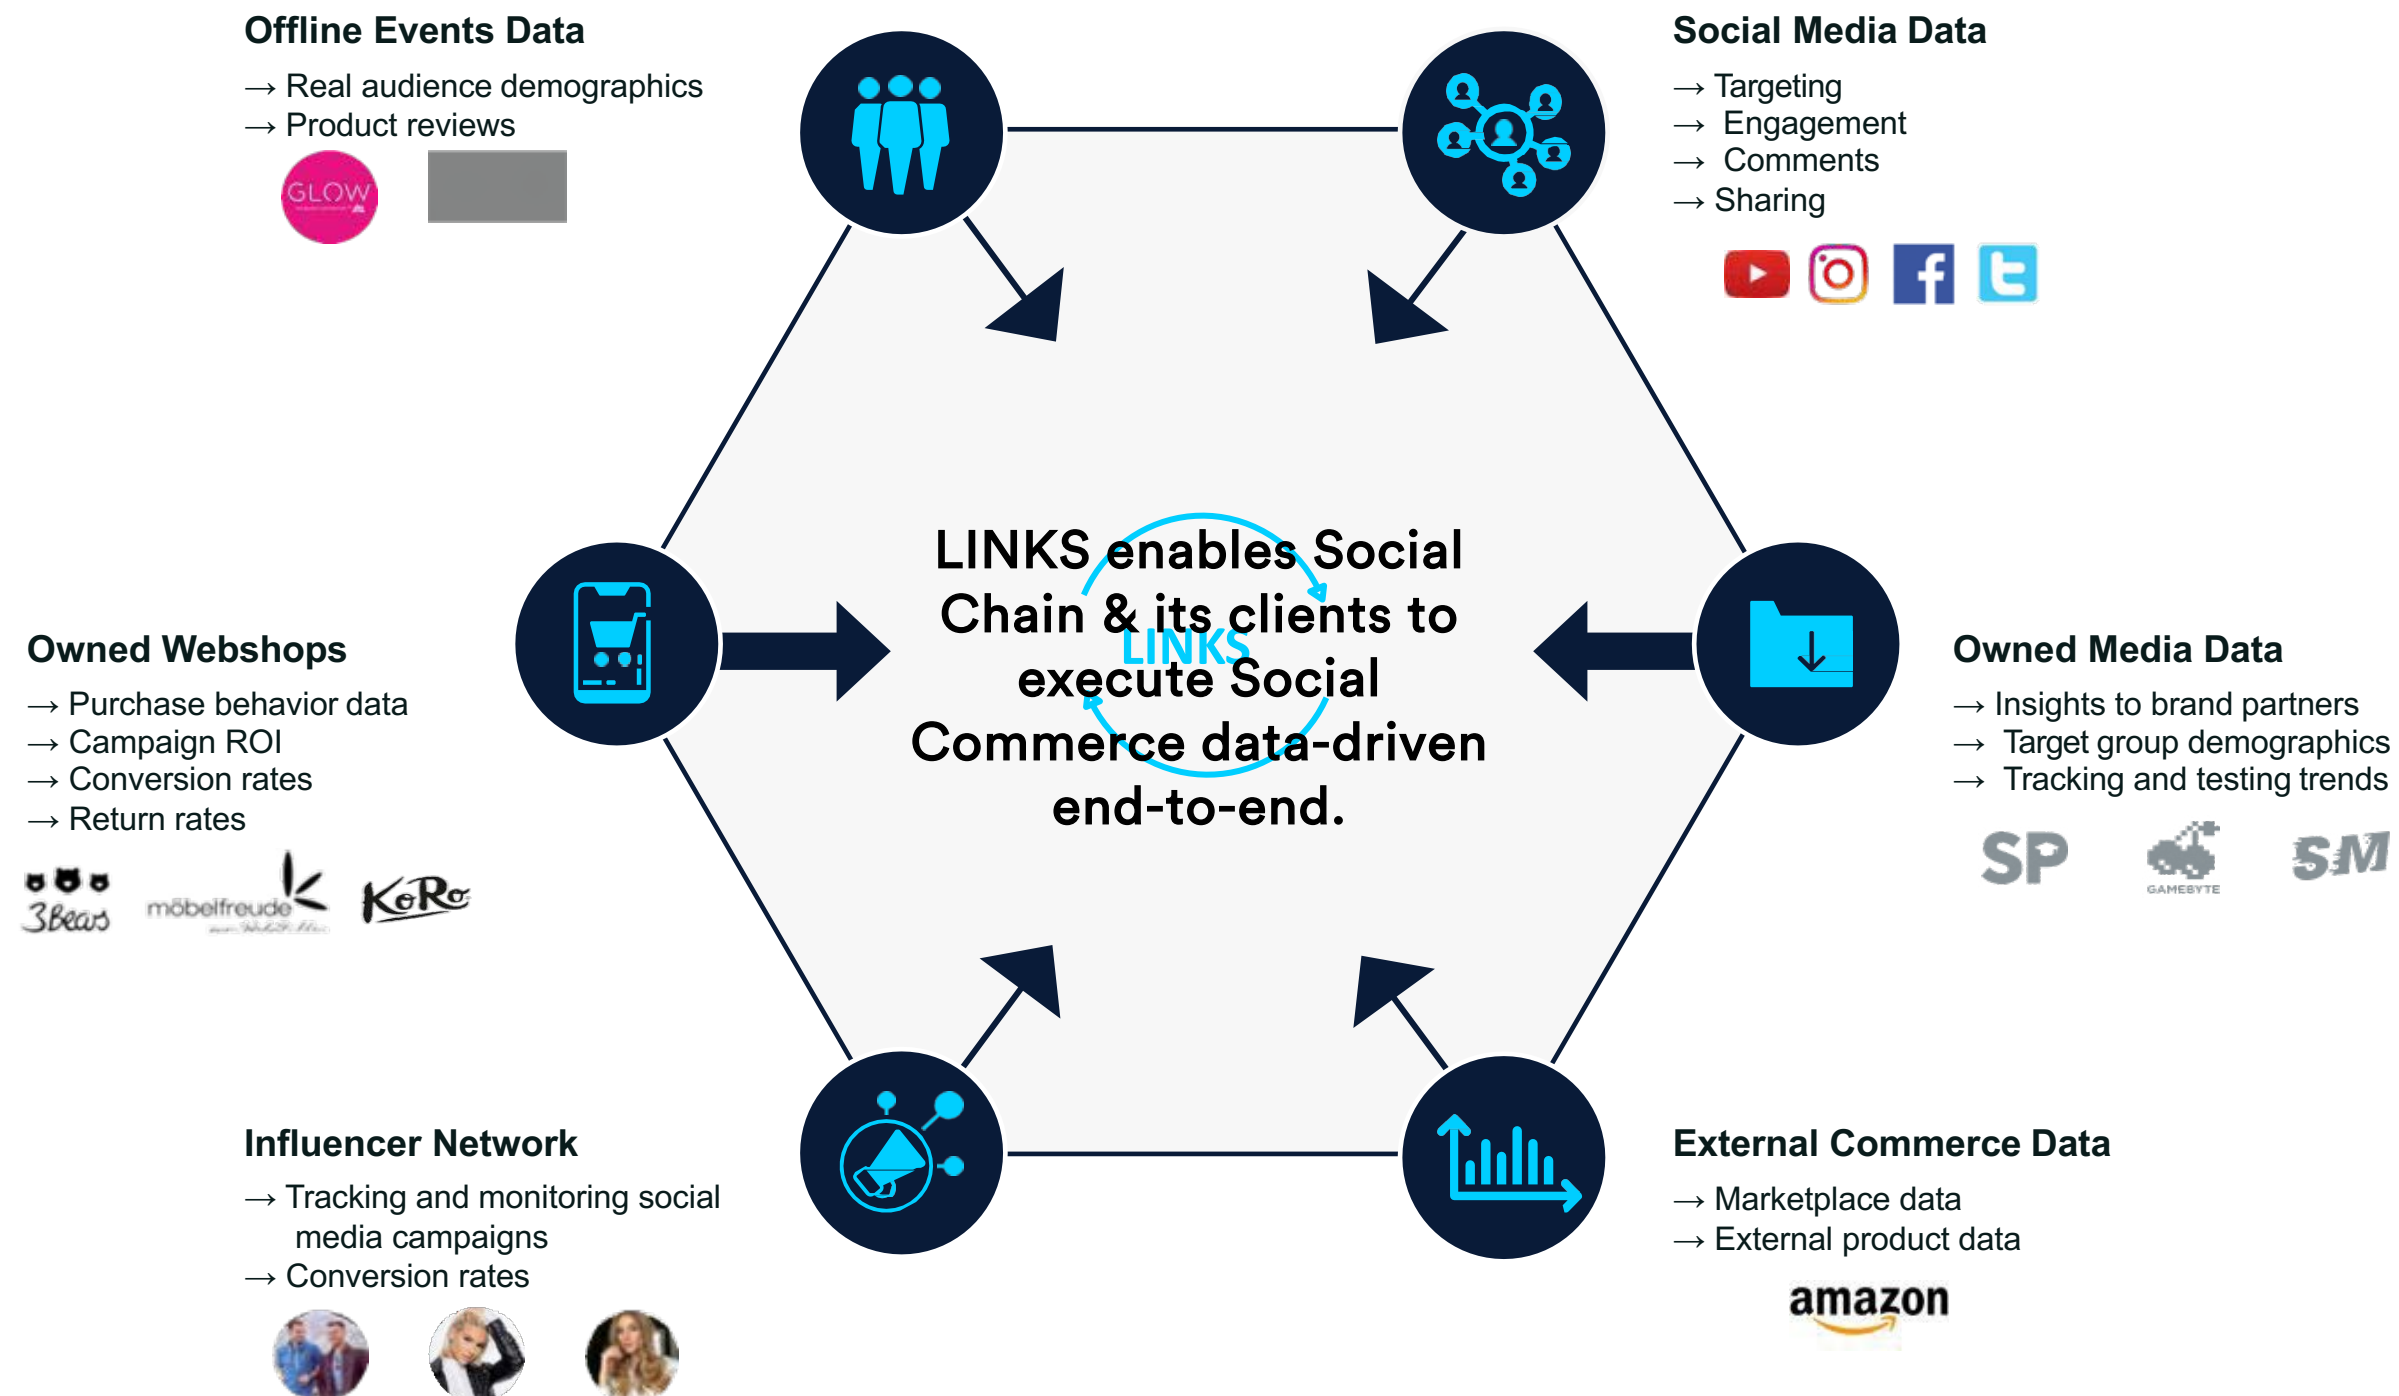 Offline Events Data
→ Real audience demographics
→ Product reviews
GLOW
Social Media Data
→ Targeting
→ Engagement
→ Comments
→ Sharing
LINKS enables Social
Chain & its clients to
LINKS
execute Social
Commerce data-driven
end-to-end.
Owned Webshops
→ Purchase behavior data
→ Campaign ROI
→ Conversion rates
→ Return rates
3Bears
möbelfreude
KoRo
Owned Media Data
→ Insights to brand partners
→ Target group demographics
→ Tracking and testing trends
SP
GAMEBYTE
SM
Influencer Network
→ Tracking and monitoring social
media campaigns
→ Conversion rates
External Commerce Data
→ Marketplace data
→ External product data
amazon